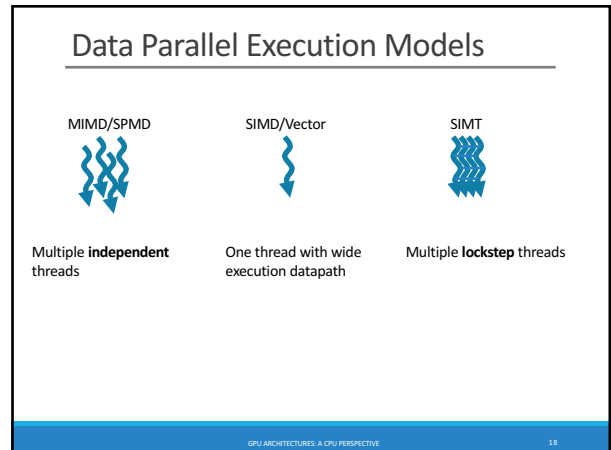 Data Parallel Execution Models
MIMD/SPMD
SIMD/Vector
SIMT
Multiple independent
threads
One thread with wide
execution datapath
Multiple lockstep threads
GPU ARCHITECTURES: A CPU PERSPECTIVE
18